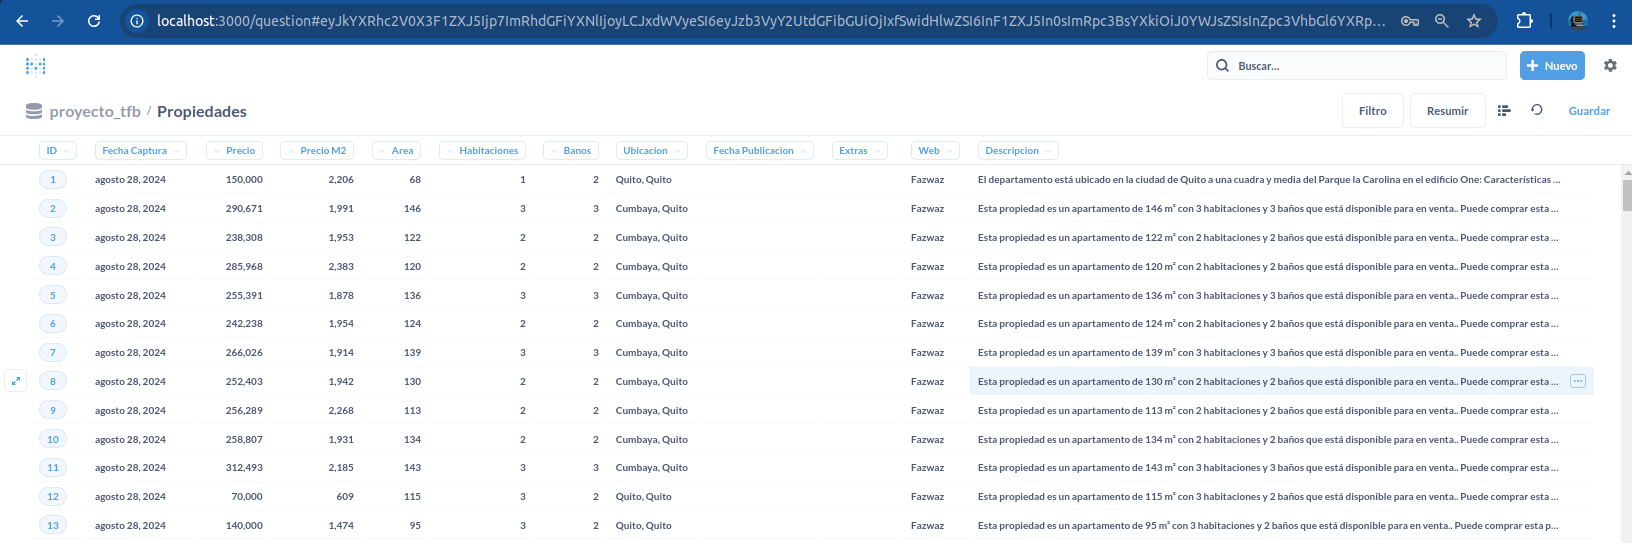 localhost:3000/question#eyJkYXRhc2V0X3F1ZXJ5Ijp7ImRhdGFiYXNlIjoyLCJxdWVyeSI6eyJzb3VyY2UtdGFibGUiOjIxfSwidHlwZSI6InF1ZXJ5In0sImRpc3BsYXkiOiJ0YWJsZSIsInZpc3VhbGl6YXRp...
Buscar...
+ Nuevo
proyecto_tfb / Propiedades
Filtro Resumir Guardar
ID Fecha Captura Precio Precio M2 Area Habitaciones Banos Ubicacion Fecha Publicacion Extras Web Descripcion
1 agosto 28, 2024 150,000 2,206 68 1 2 Quito, Quito Fazwaz El departamento está ubicado en la ciudad de Quito a una cuadra y media del Parque la Carolina en el edificio One: Características ...
2 agosto 28, 2024 290,671 1,991 146 3 3 Cumbaya, Quito Fazwaz Esta propiedad es un apartamento de 146 m² con 3 habitaciones y 3 baños que está disponible para en venta.. Puede comprar esta ...
3 agosto 28, 2024 238,308 1,953 122 2 2 Cumbaya, Quito Fazwaz Esta propiedad es un apartamento de 122 m² con 2 habitaciones y 2 baños que está disponible para en venta.. Puede comprar esta ...
4 agosto 28, 2024 285,968 2,383 120 2 2 Cumbaya, Quito Fazwaz Esta propiedad es un apartamento de 120 m² con 2 habitaciones y 2 baños que está disponible para en venta.. Puede comprar esta ...
5 agosto 28, 2024 255,391 1,878 136 3 3 Cumbaya, Quito Fazwaz Esta propiedad es un apartamento de 136 m² con 3 habitaciones y 3 baños que está disponible para en venta.. Puede comprar esta ...
6 agosto 28, 2024 242,238 1,954 124 2 2 Cumbaya, Quito Fazwaz Esta propiedad es un apartamento de 124 m² con 2 habitaciones y 2 baños que está disponible para en venta.. Puede comprar esta ...
7 agosto 28, 2024 266,026 1,914 139 3 3 Cumbaya, Quito Fazwaz Esta propiedad es un apartamento de 139 m² con 3 habitaciones y 3 baños que está disponible para en venta.. Puede comprar esta ...
8 agosto 28, 2024 252,403 1,942 130 2 2 Cumbaya, Quito Fazwaz Esta propiedad es un apartamento de 130 m² con 2 habitaciones y 2 baños que está disponible para en venta.. Puede comprar esta ...
9 agosto 28, 2024 256,289 2,268 113 2 2 Cumbaya, Quito Fazwaz Esta propiedad es un apartamento de 113 m² con 2 habitaciones y 2 baños que está disponible para en venta.. Puede comprar esta ...
10 agosto 28, 2024 258,807 1,931 134 2 2 Cumbaya, Quito Fazwaz Esta propiedad es un apartamento de 134 m² con 2 habitaciones y 2 baños que está disponible para en venta.. Puede comprar esta ...
11 agosto 28, 2024 312,493 2,185 143 3 3 Cumbaya, Quito Fazwaz Esta propiedad es un apartamento de 143 m² con 3 habitaciones y 3 baños que está disponible para en venta.. Puede comprar esta ...
12 agosto 28, 2024 70,000 609 115 3 2 Quito, Quito Fazwaz Esta propiedad es un apartamento de 115 m² con 3 habitaciones y 2 baños que está disponible para en venta.. Puede comprar esta ...
13 agosto 28, 2024 140,000 1,474 95 3 2 Quito, Quito Fazwaz Esta propiedad es un apartamento de 95 m² con 3 habitaciones y 2 baños que está disponible para en venta.. Puede comprar esta p...